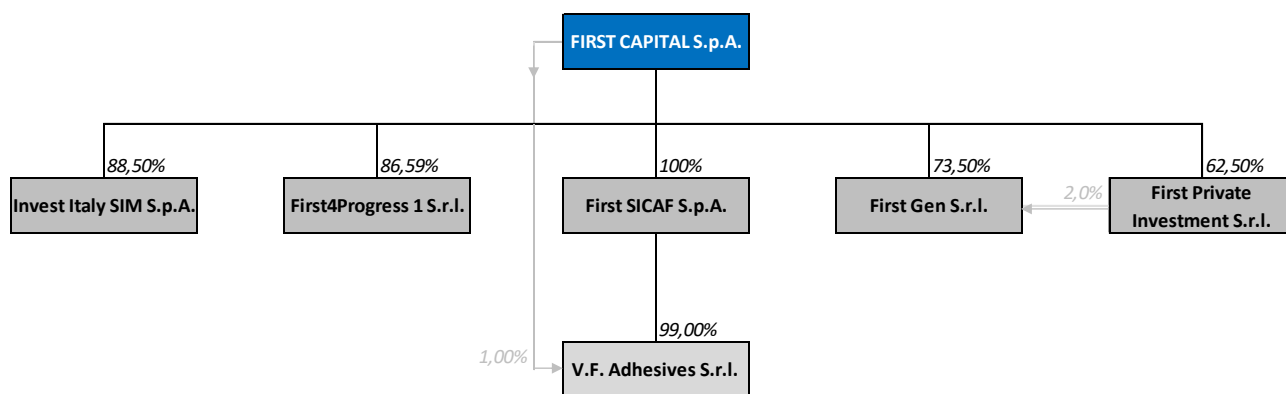 FIRST CAPITAL S.p.A.
88,50%
86,59%
100%
73,50%
62,50%
Invest Italy SIM S.p.A.
First4Progress 1 S.r.l.
First SICAF S.p.A.
First Gen S.r.l.
2,0%
First Private
Investment S.r.l.
99,00%
1,00%
V.F. Adhesives S.r.l.